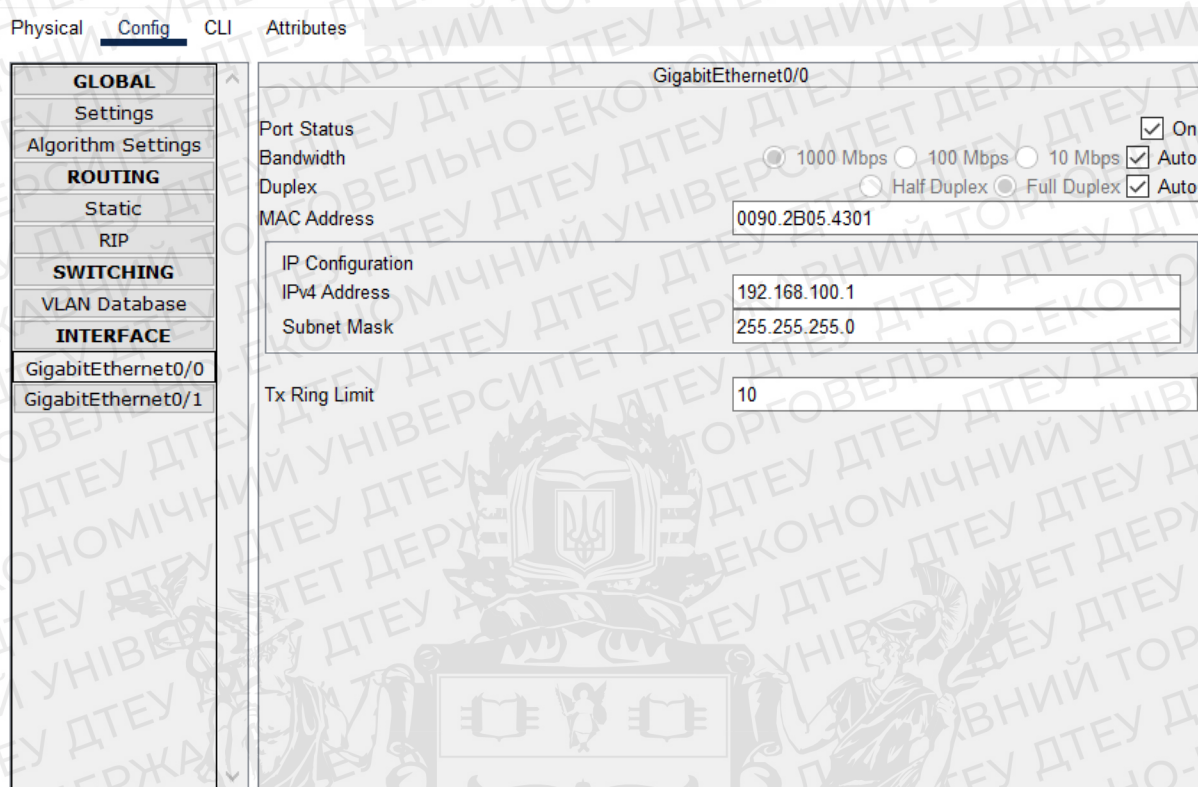 Physical Config CLI Attributes
GLOBAL
Settings
Algorithm Settings
ROUTING
Static
RIP
SWITCHING
VLAN Database
INTERFACE
GigabitEthernet0/0
GigabitEthernet0/1
GigabitEthernet0/0
Port Status On
Bandwidth 1000 Mbps 100 Mbps 10 Mbps Auto
Duplex Half Duplex Full Duplex Auto
MAC Address 0090.2B05.4301
IP Configuration
IPv4 Address 192.168.100.1
Subnet Mask 255.255.255.0
Tx Ring Limit 10